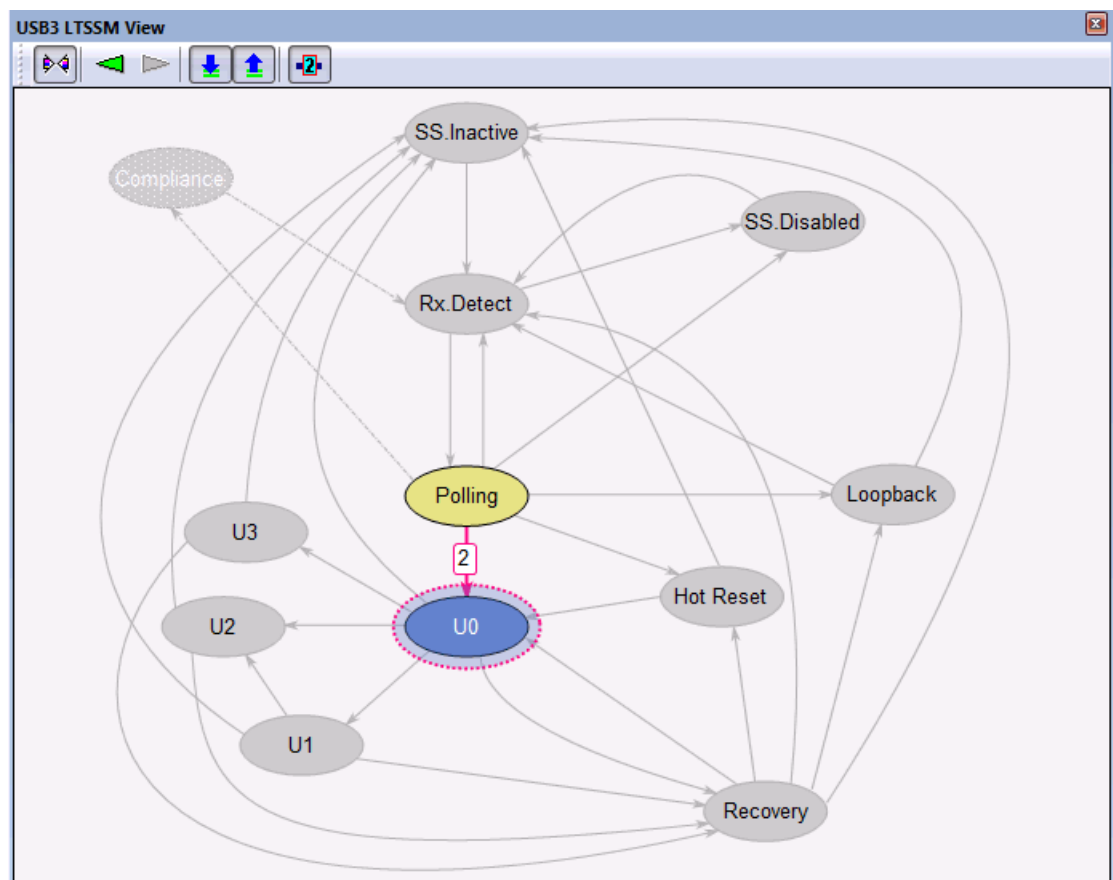 USB3 LTSSM View
2
SS.Inactive
Compliance
SS.Disabled
Rx.Detect
Polling
Loopback
U3
2
Hot Reset
U2
U0
U1
Recovery